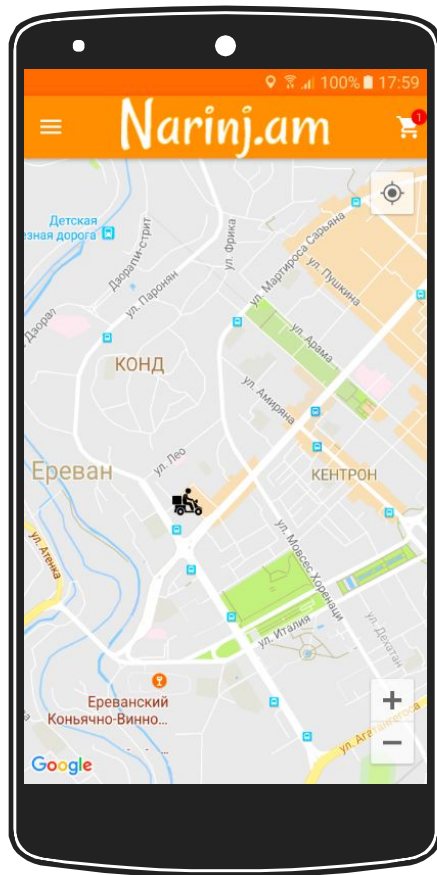 100% 17:59
Narinj.am
1
Детская
езная дорога
Дзорапи-стрит
ул. Фрика
ул. Мартироса Сарьяна
ул. Пушкина
ул. Паронян
л. Дзорап
ул. Арама
КОНД
ул. Амиряна
ул. Лео
Ереван
КЕНТРОН
ул. Атенка
ул. Мовсес Хоренаци
ул. Италия
ул. Дехатан
Ереванский
Коньячно-Винно...
ул. Агатангегоса
+
−
Google